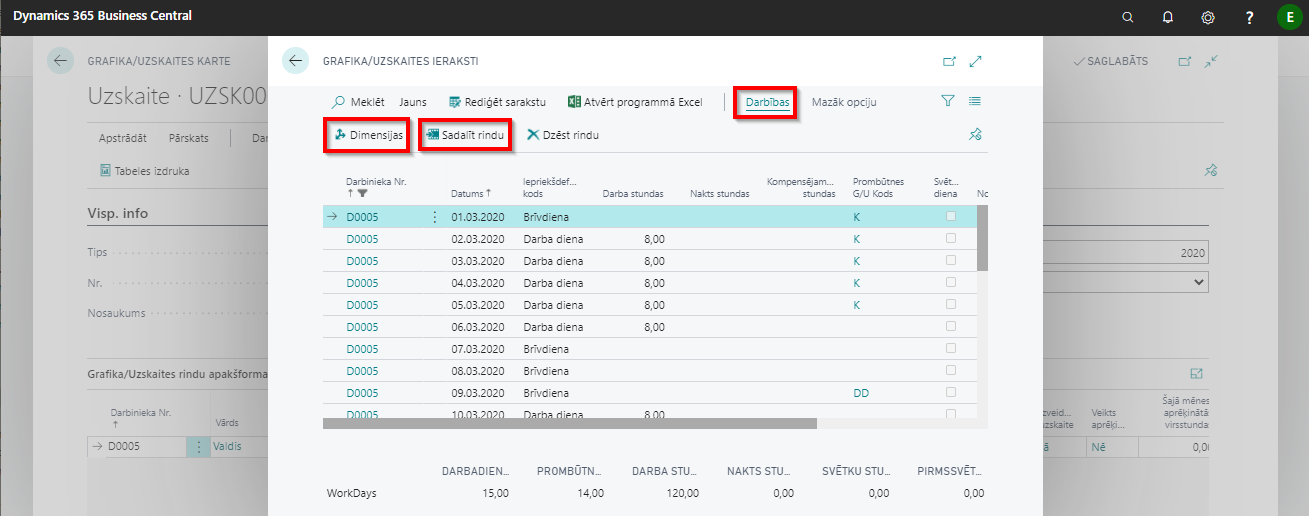 Dynamics 365 Business Central
? E
GRAFIKA/UZSKAITES KARTE
SAGLABĀTS
Uzskaite · UZSK00
Apstrādāt Pārskats Dar
Tabeles izdruka
Visp. info
Tips
2020
Nr.
Nosaukums
Grafika/Uzskaites rindu apakšforma
Darbinieka Nr. ↑ Vārds
D0005 Valdis
zveid... uzskaite
Veikts aprēķi...
Šajā mēnes aprēķinātā virsstundas
ā Nē 0,00
GRAFIKA/UZSKAITES IERAKSTI
Meklēt Jauns Rediģēt sarakstu Atvērt programmā Excel Darbības Mazāk opciju
Dimensijas Sadalīt rindu Dzēst rindu
Darbinieka Nr. ↑ Datums ↑ Iepriekšdef... kods Darba stundas Nakts stundas Kompensējam... stundas Prombūtnes G/U Kods Svēt... diena No
D0005 01.03.2020 Brīvdiena K
D0005 02.03.2020 Darba diena 8,00 K
D0005 03.03.2020 Darba diena 8,00 K
D0005 04.03.2020 Darba diena 8,00 K
D0005 05.03.2020 Darba diena 8,00 K
D0005 06.03.2020 Darba diena 8,00
D0005 07.03.2020 Brīvdiena
D0005 08.03.2020 Brīvdiena
D0005 09.03.2020 Brīvdiena DD
D0005 10.03.2020 Darba diena 8,00
DARBADIEN... PROMBŪTN... DARBA STU... NAKTS STU... SVĒTKU STU... PIRMSSVĒT...
WorkDays 15,00 14,00 120,00 0,00 0,00 0,00